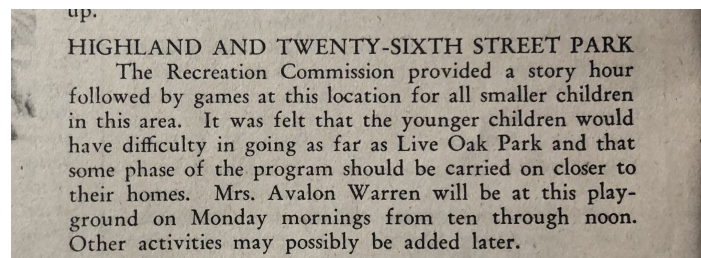 up.
HIGHLAND AND TWENTY-SIXTH STREET PARK
The Recreation Commission provided a story hour
followed by games at this location for all smaller children
in this area. It was felt that the younger children would
have difficulty in going as far as Live Oak Park and that
some phase of the program should be carried on closer to
their homes. Mrs. Avalon Warren will be at this play-
ground on Monday mornings from ten through noon.
Other activities may possibly be added later.